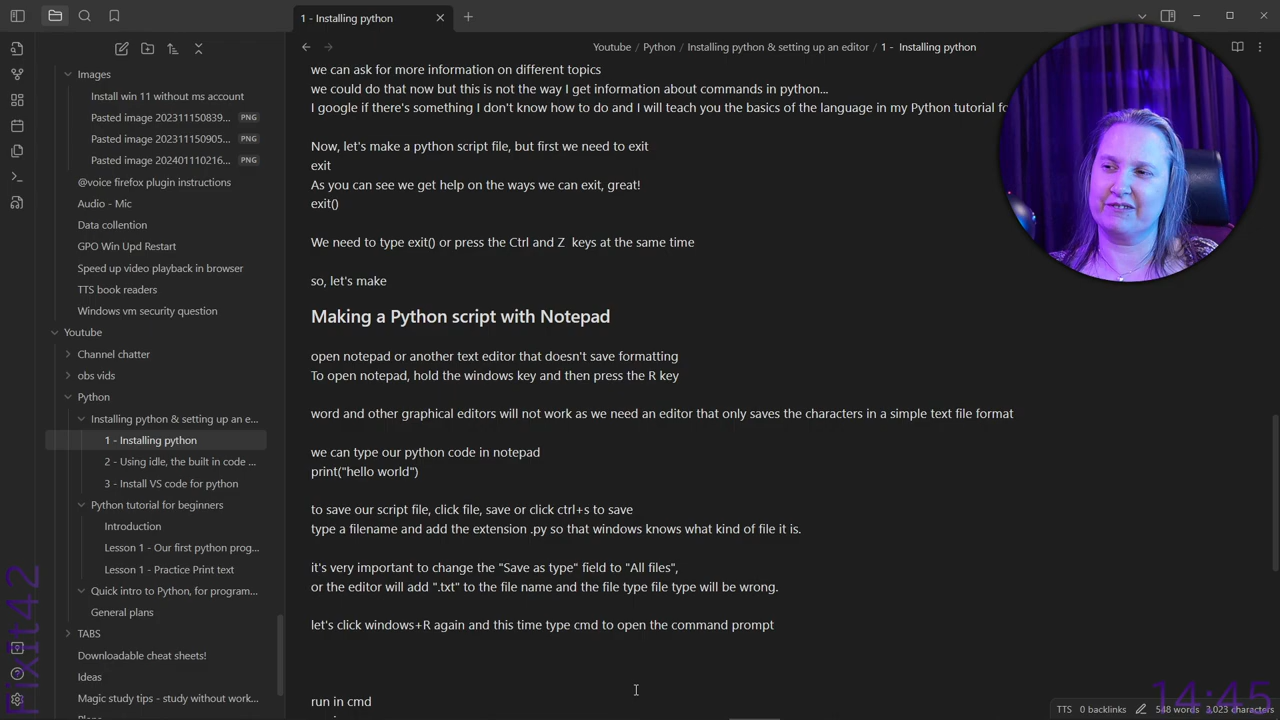 1 - Installing python
Youtube / Python / Installing python & setting up an editor / 1 - Installing python
Images
Install win 11 without ms account
Pasted image 202311150839... PNG
Pasted image 202311150905... PNG
Pasted image 202401110216... PNG
@voice firefox plugin instructions
Audio - Mic
Data collection
GPO Win Upd Restart
Speed up video playback in browser
TTS book readers
Windows vm security question
Youtube
Channel chatter
obs vids
Python
Installing python & setting up an e...
1 - Installing python
2 - Using idle, the built in code ...
3 - Install VS code for python
Python tutorial for beginners
Introduction
Lesson 1 - Our first python prog...
Lesson 1 - Practice Print text
Quick intro to Python, for program...
General plans
TABS
Downloadable cheat sheets!
Ideas
Magic study tips - study without work...
we can ask for more information on different topics
we could do that now but this is not the way I get information about commands in python...
I google if there's something I don't know how to do and I will teach you the basics of the language in my Python tutorial fo
Now, let's make a python script file, but first we need to exit
exit
As you can see we get help on the ways we can exit, great!
exit()
We need to type exit() or press the Ctrl and Z keys at the same time
so, let's make
Making a Python script with Notepad
open notepad or another text editor that doesn't save formatting
To open notepad, hold the windows key and then press the R key
word and other graphical editors will not work as we need an editor that only saves the characters in a simple text file format
we can type our python code in notepad
print("hello world")
to save our script file, click file, save or click ctrl+s to save
type a filename and add the extension .py so that windows knows what kind of file it is.
it's very important to change the "Save as type" field to "All files",
or the editor will add ".txt" to the file name and the file type file type will be wrong.
let's click windows+R again and this time type cmd to open the command prompt
run in cmd
TTS 0 backlinks 548 words 3,023 characters
Fixit42
14:45